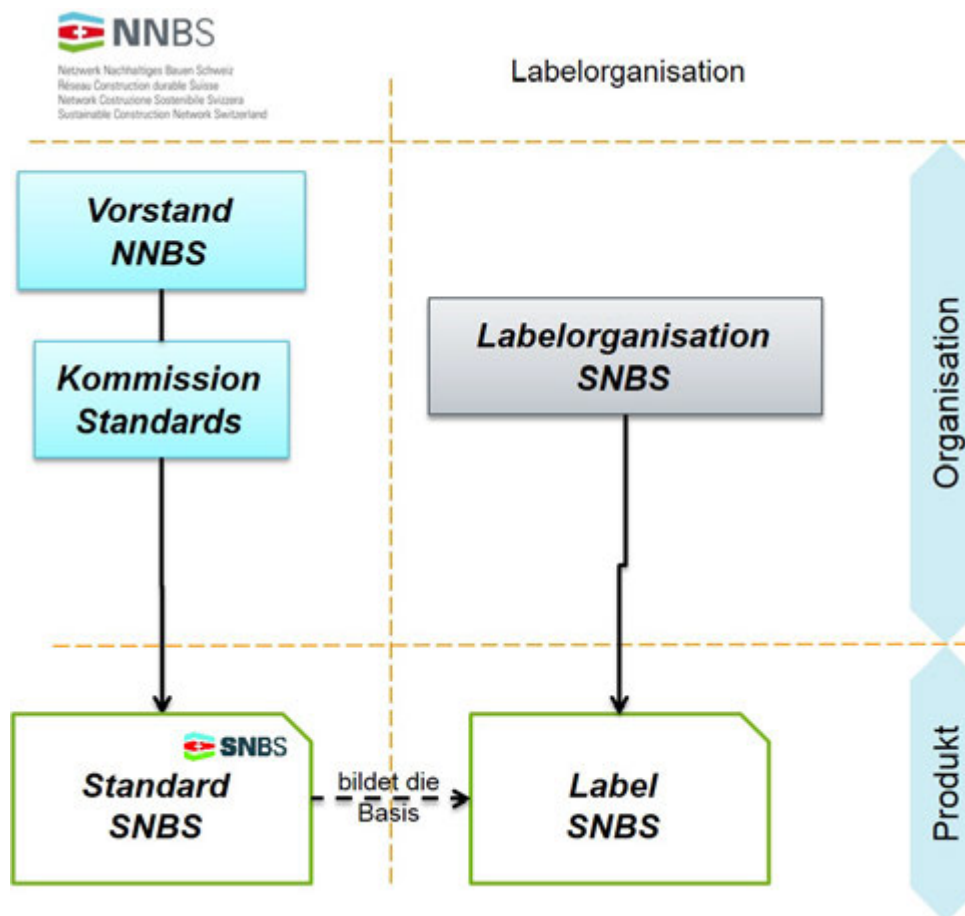 NNBS
Netzwerk Nachhaltiges Bauen Schweiz
Réseau Construction durable Suisse
Network Costruzione Sostenibile Svizzera
Sustainable Construction Network Switzerland
Labelorganisation
Vorstand
NNBS
Kommission
Standards
Labelorganisation
SNBS
Organisation
SNBS
Standard
SNBS
bildet die
Basis
Label
SNBS
Produkt